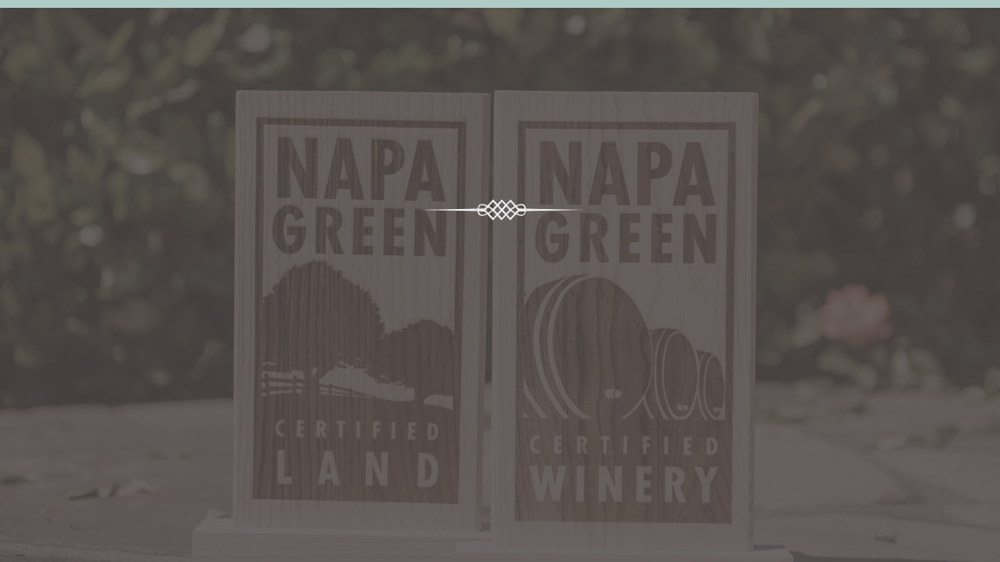 NAPA
GREEN
CERTIFIED
LAND
NAPA
GREEN
CERTIFIED
WINERY